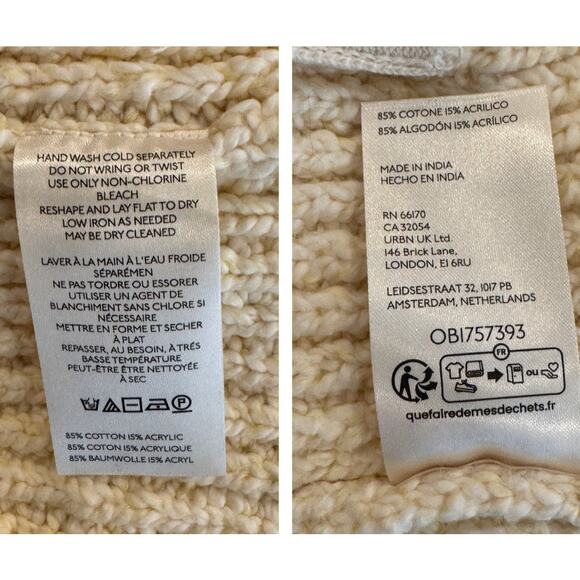 HAND WASH COLD SEPARATELY
DO NOT WRING OR TWIST
USE ONLY NON-CHLORINE
BLEACH
RESHAPE AND LAY FLAT TO DRY
LOW IRON AS NEEDED
MAY BE DRY CLEANED
LAVER À LA MAIN À L'EAU FROIDE
SÉPARÉMEN
NE PAS TORDRE OU ESSORER
UTILISER UN AGENT DE
BLANCHIMENT SANS CHLORE SI
NÉCESSAIRE
METTRE EN FORME ET SECHER
À PLAT
REPASSER, AU BESOIN, À TRÉS
BASSE TEMPÉRATURE
PEUT-ÊTRE ÊTRE NETTOYÉE
À SEC
P
85% COTTON 15% ACRYLIC
85% COTON 15% ACRYLIQUE
85% BAUMWOLLE 15% ACRYL
85% COTONE 15% ACRILICO
85% ALGODÓN 15% ACRÍLICO
MADE IN INDIA
HECHO EN INDIA
RN 66170
CA 32054
URBN UK Ltd.
146 Brick Lane,
LONDON, E1 6RU
LEIDSESTRAAT 32, 1017 PB
AMSTERDAM, NETHERLANDS
OB1757393
FR
ou
quefairedemesdechets.fr